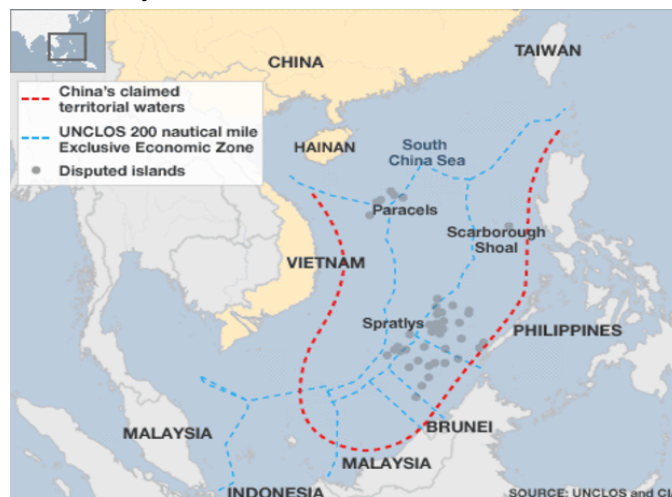 TAIWAN
CHINA
China's claimed
territorial waters
UNCLOS 200 nautical mile
Exclusive Economic Zone
Disputed islands
HAINAN
South
China Sea
Paracels
Scarborough
Shoal
VIETNAM
Spratlys
PHILIPPINES
MALAYSIA
BRUNEI
MALAYSIA
INDONESIA
SOURCE: UNCLOS and